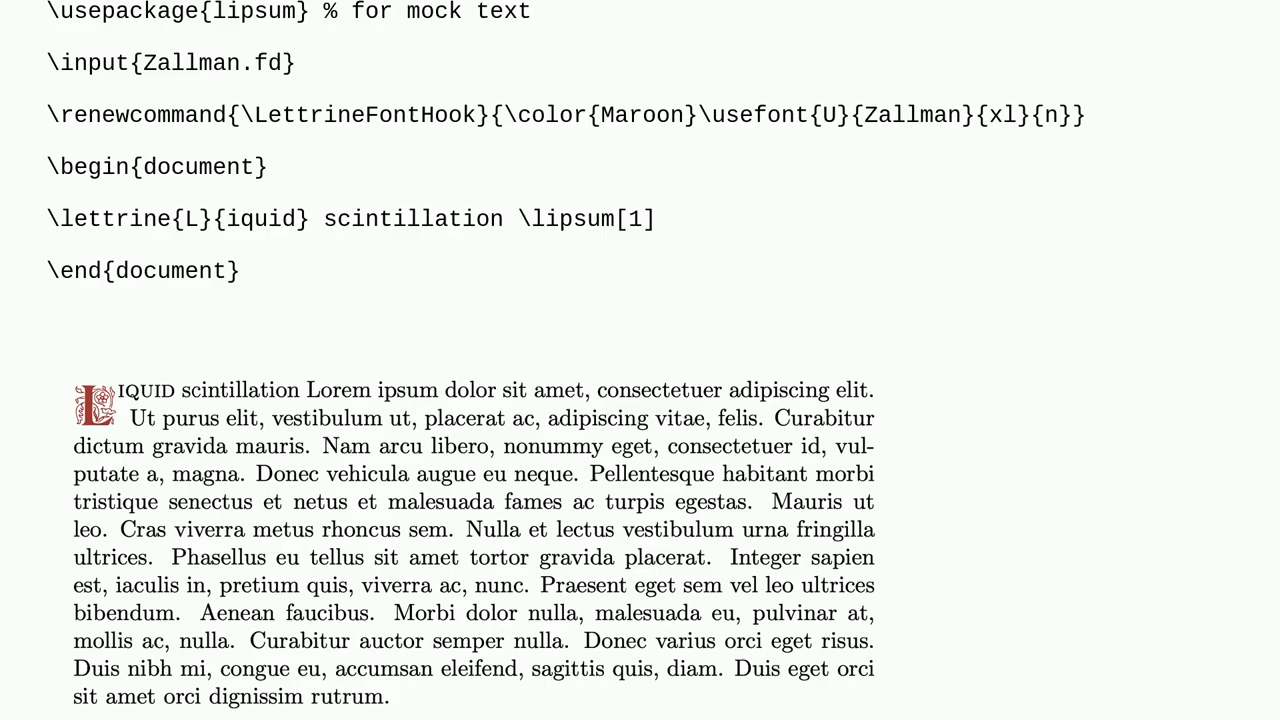 \usepackage{lipsum} % for mock text
\input{Zallman.fd}
\renewcommand{\LettrineFontHook}{\color{Maroon}\usefont{U}{Zallman}{xl}{n}}
\begin{document}
\lettrine{L}{iquid} scintillation \lipsum[1]
\end{document}
LIQUID scintillation Lorem ipsum dolor sit amet, consectetuer adipiscing elit.
Ut purus elit, vestibulum ut, placerat ac, adipiscing vitae, felis. Curabitur
dictum gravida mauris. Nam arcu libero, nonummy eget, consectetuer id, vul-
putate a, magna. Donec vehicula augue eu neque. Pellentesque habitant morbi
tristique senectus et netus et malesuada fames ac turpis egestas. Mauris ut
leo. Cras viverra metus rhoncus sem. Nulla et lectus vestibulum urna fringilla
ultrices. Phasellus eu tellus sit amet tortor gravida placerat. Integer sapien
est, iaculis in, pretium quis, viverra ac, nunc. Praesent eget sem vel leo ultrices
bibendum. Aenean faucibus. Morbi dolor nulla, malesuada eu, pulvinar at,
mollis ac, nulla. Curabitur auctor semper nulla. Donec varius orci eget risus.
Duis nibh mi, congue eu, accumsan eleifend, sagittis quis, diam. Duis eget orci
sit amet orci dignissim rutrum.